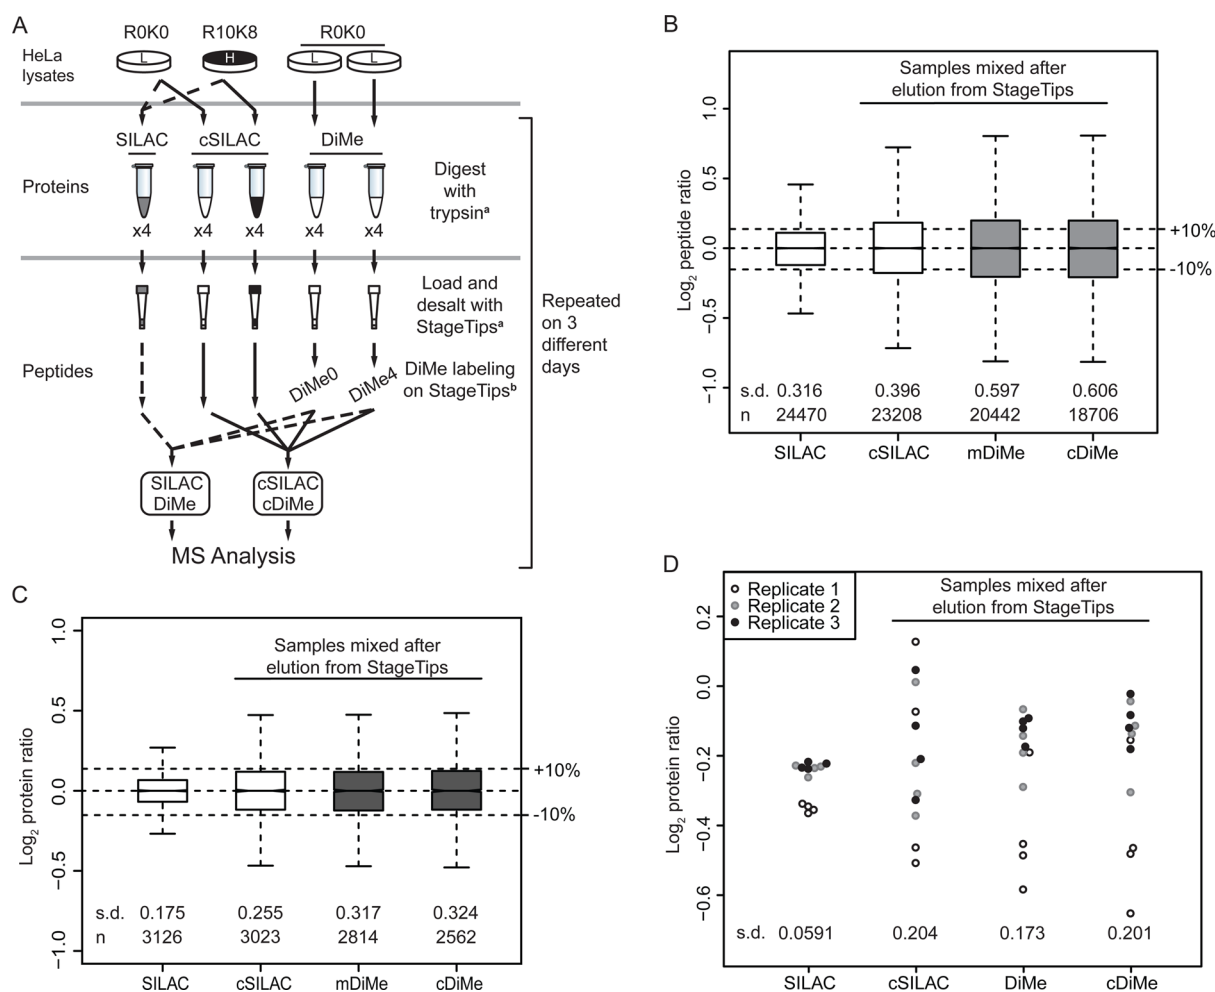 A
R0K0 R10K8 R0K0
HeLa
lysates
L H L L
SILAC cSILAC DiMe
Proteins
Digest
with
trypsinᵃ
x4 x4 x4 x4 x4
Load and
desalt with
StageTipsᵃ
Peptides
DiMe0 DiMe4
DiMe labeling
on StageTipsᵇ
Repeated
on 3
different
days
SILAC
DiMe
cSILAC
cDiMe
MS Analysis
B
Samples mixed after
elution from StageTips
Log₂ peptide ratio
1.0
0.5
0.0
−0.5
−1.0
+10%
-10%
s.d. 0.316 0.396 0.597 0.606
n 24470 23208 20442 18706
SILAC cSILAC mDiMe cDiMe
C
Samples mixed after
elution from StageTips
Log₂ protein ratio
1.0
0.5
0.0
−0.5
−1.0
+10%
-10%
s.d. 0.175 0.255 0.317 0.324
n 3126 3023 2814 2562
SILAC cSILAC mDiMe cDiMe
D
Replicate 1
Replicate 2
Replicate 3
Samples mixed after
elution from StageTips
Log₂ protein ratio
0.2
0.0
−0.2
−0.4
−0.6
s.d. 0.0591 0.204 0.173 0.201
SILAC cSILAC DiMe cDiMe